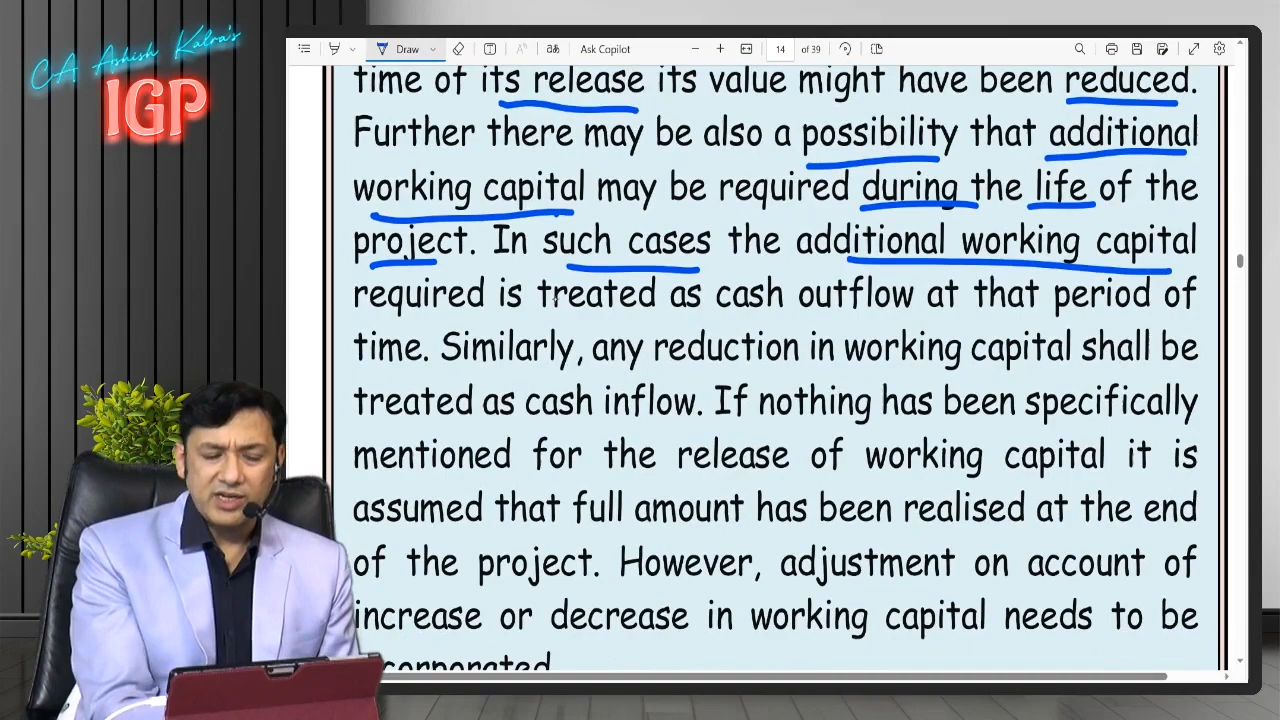 CA Ashish Kalra's
IGP
Draw
Ask Copilot
14 of 39
time of its release its value might have been reduced.
Further there may be also a possibility that additional
working capital may be required during the life of the
project. In such cases the additional working capital
required is treated as cash outflow at that period of
time. Similarly, any reduction in working capital shall be
treated as cash inflow. If nothing has been specifically
mentioned for the release of working capital it is
assumed that full amount has been realised at the end
of the project. However, adjustment on account of
increase or decrease in working capital needs to be